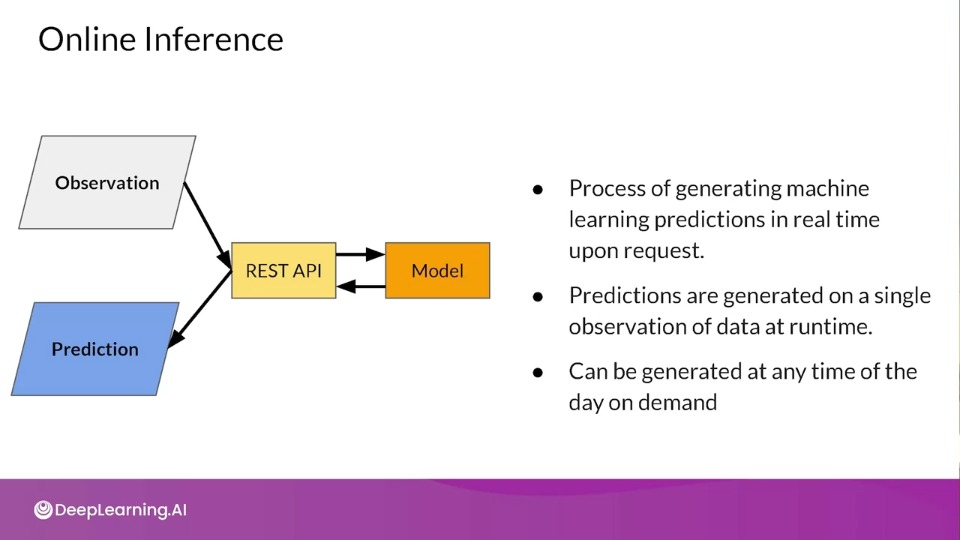 Online Inference
Observation
REST API
Model
Prediction
● Process of generating machine
learning predictions in real time
upon request.
● Predictions are generated on a single
observation of data at runtime.
● Can be generated at any time of the
day on demand
DeepLearning.AI